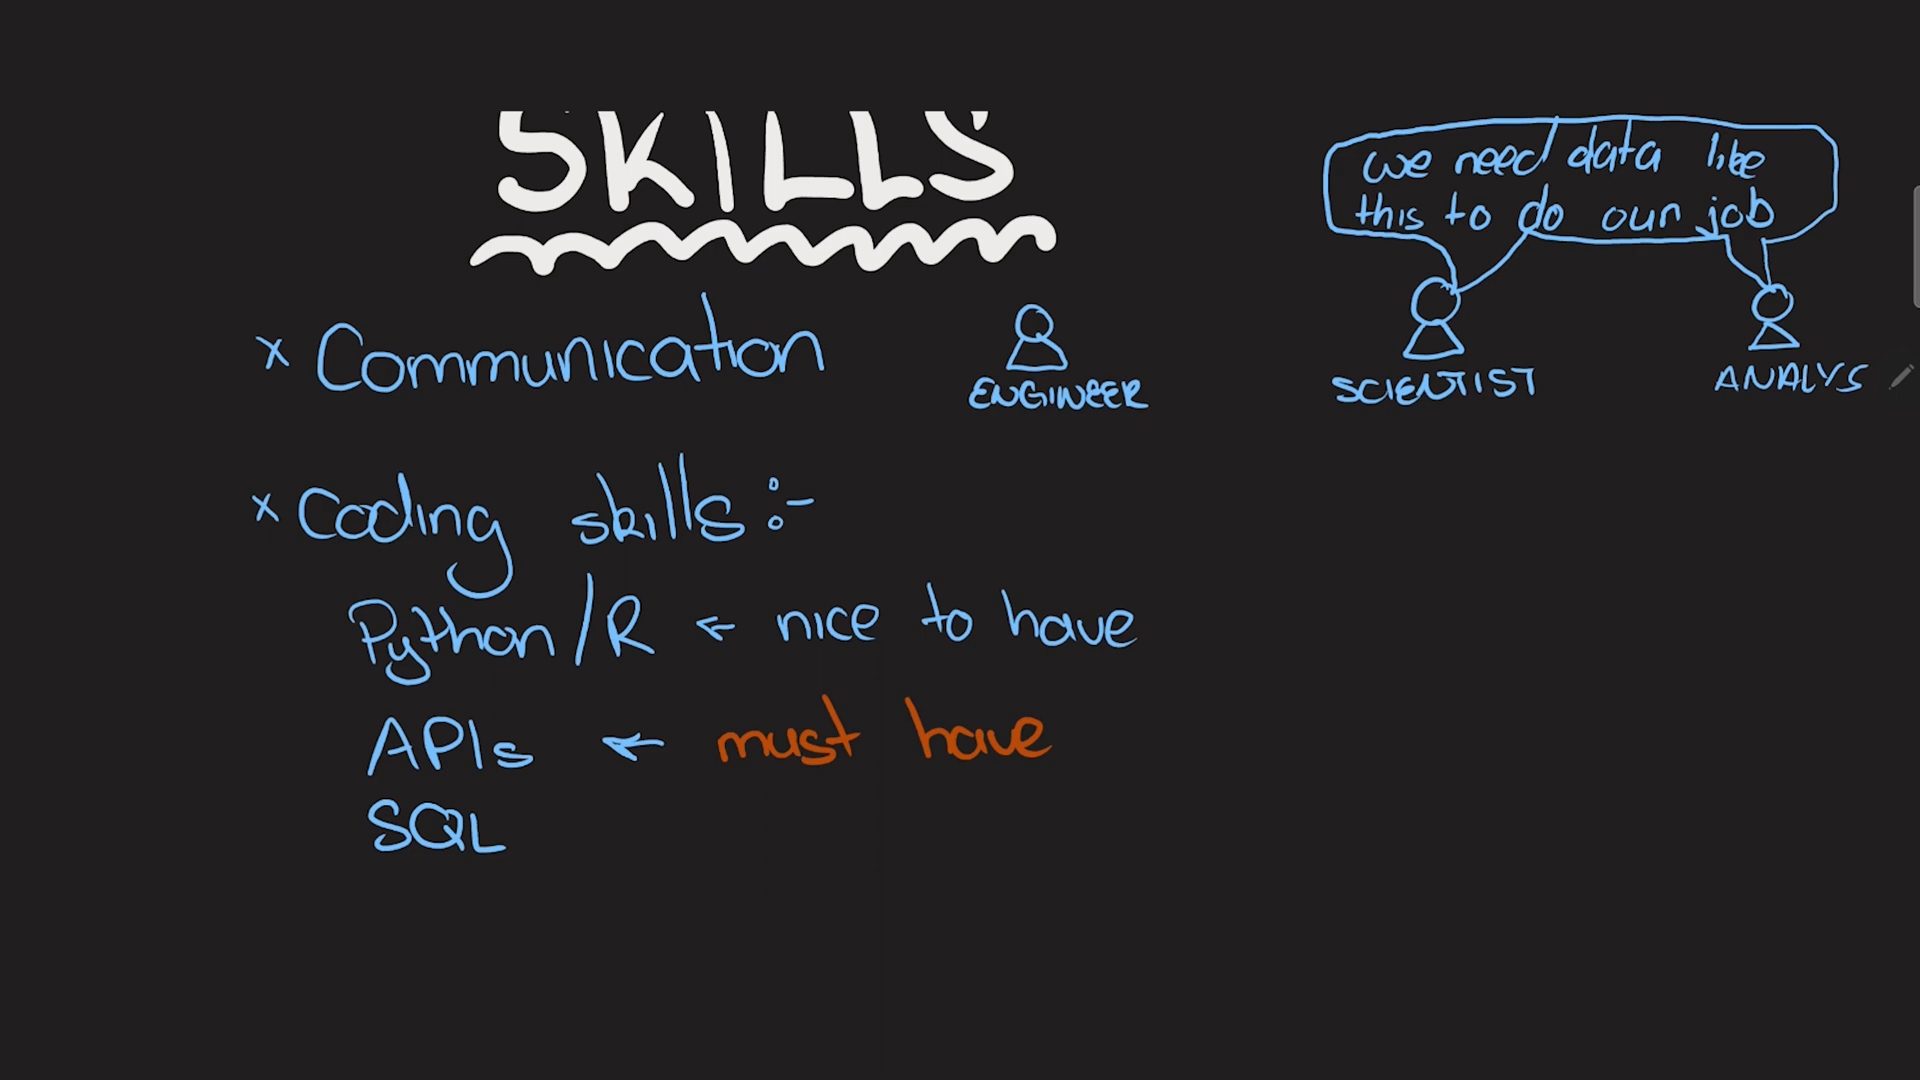 SKILLS
we need data like
this to do our job
x Communication
ENGINEER
SCIENTIST
ANALYS
x Coding skills :-
Python/R ← nice to have
APIs ← must have
SQL